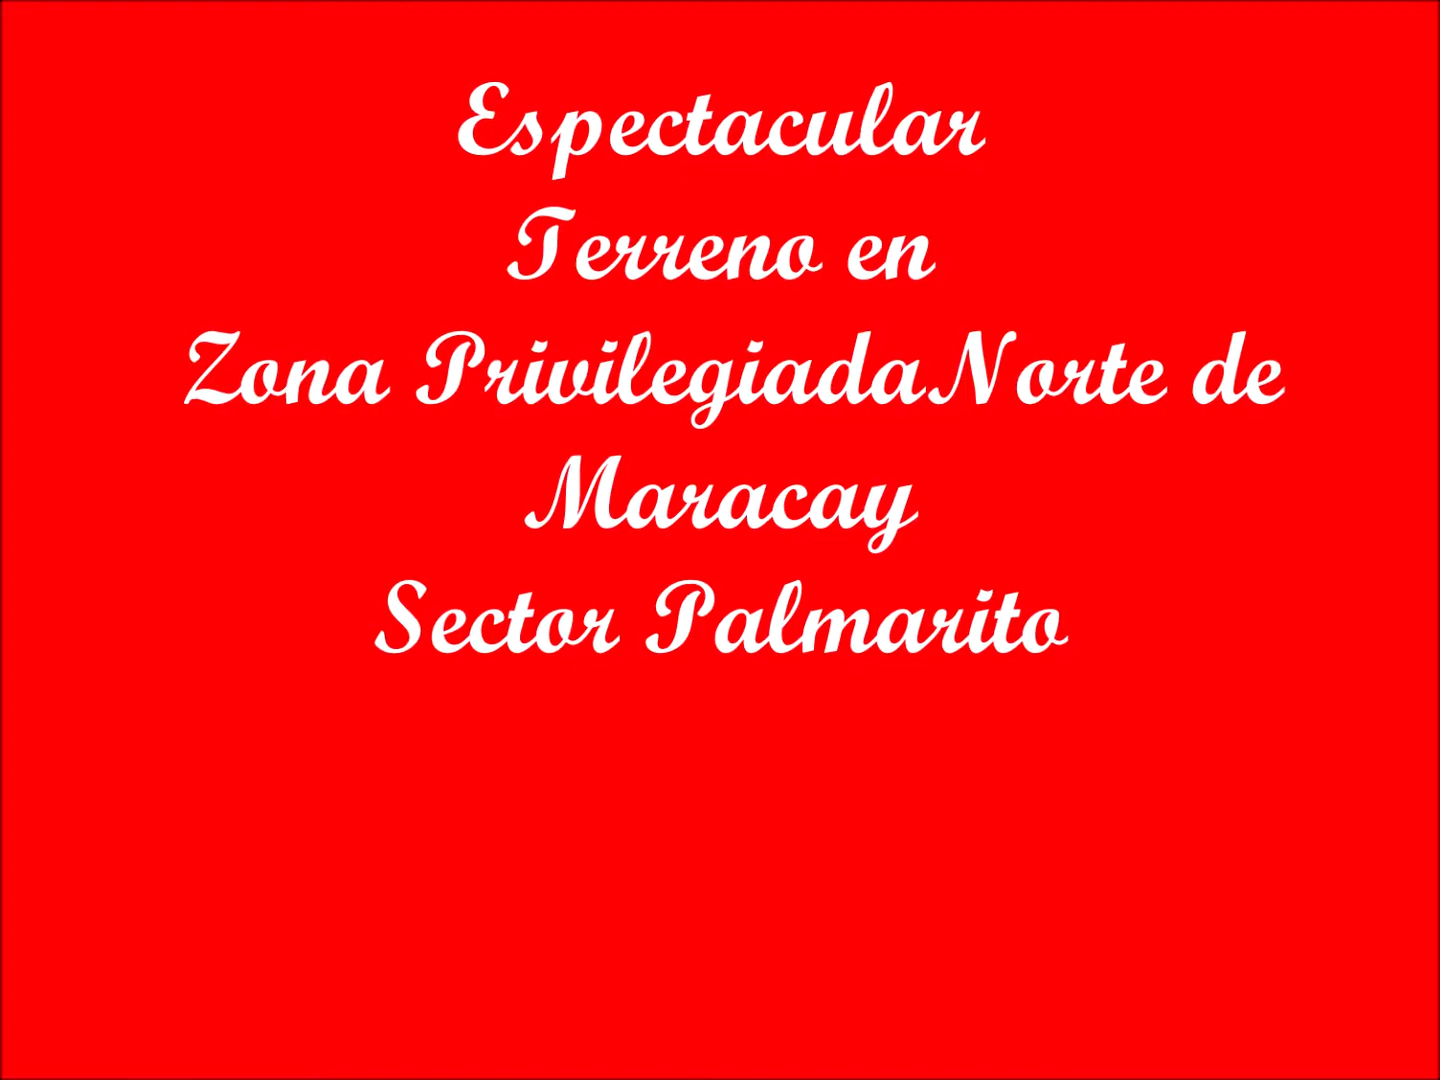 Espectacular
Terreno en
Zona PrivilegiadaNorte de
Maracay
Sector Palmarito